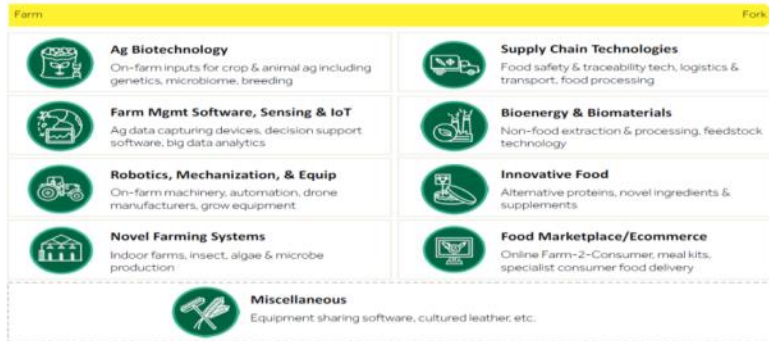 Farm
Fork
Ag Biotechnology
On-farm inputs for crop & animal ag including
genetics, microbiome, breeding
Supply Chain Technologies
Food safety & traceability tech, logistics &
transport, food processing
Farm Mgmt Software, Sensing & IoT
Ag data capturing devices, decision support
software, big data analytics
Bioenergy & Biomaterials
Non-food extraction & processing, feedstock
technology
Robotics, Mechanization, & Equip
On-farm machinery, automation, drone
manufacturers, grow equipment
Innovative Food
Alternative proteins, novel ingredients &
supplements
Novel Farming Systems
Indoor farms, insect, algae & microbe
production
Food Marketplace/Ecommerce
Online Farm-2-Consumer, meal kits,
specialist consumer food delivery
Miscellaneous
Equipment sharing software, cultured leather, etc.